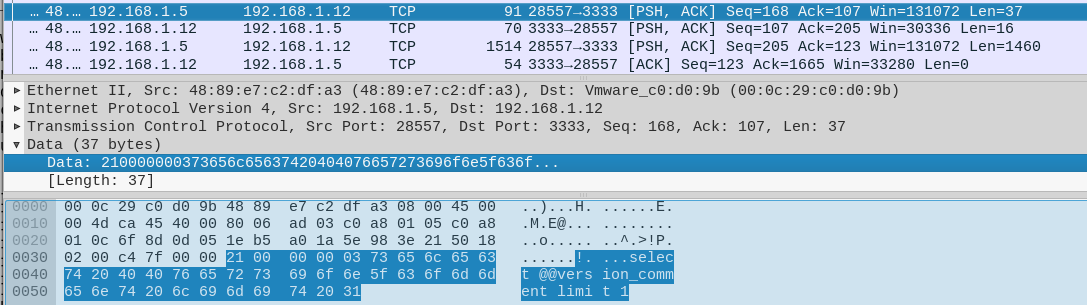 … 48.… 192.168.1.5 192.168.1.12 TCP 91 28557→3333 [PSH, ACK] Seq=168 Ack=107 Win=131072 Len=37
… 48.… 192.168.1.12 192.168.1.5 TCP 70 3333→28557 [PSH, ACK] Seq=107 Ack=205 Win=30336 Len=16
… 48.… 192.168.1.5 192.168.1.12 TCP 1514 28557→3333 [PSH, ACK] Seq=205 Ack=123 Win=131072 Len=1460
… 48.… 192.168.1.12 192.168.1.5 TCP 54 3333→28557 [ACK] Seq=123 Ack=1665 Win=33280 Len=0
Ethernet II, Src: 48:89:e7:c2:df:a3 (48:89:e7:c2:df:a3), Dst: Vmware_c0:d0:9b (00:0c:29:c0:d0:9b)
Internet Protocol Version 4, Src: 192.168.1.5, Dst: 192.168.1.12
Transmission Control Protocol, Src Port: 28557, Dst Port: 3333, Seq: 168, Ack: 107, Len: 37
Data (37 bytes)
Data: 210000000373656c65637420404076657273696f6e5f636f...
[Length: 37]
0000 00 0c 29 c0 d0 9b 48 89 e7 c2 df a3 08 00 45 00 ..)...H. ......E.
0010 00 4d ca 45 40 00 80 06 ad 03 c0 a8 01 05 c0 a8 .M.E@... ........
0020 01 0c 6f 8d 0d 05 1e b5 a0 1a 5e 98 3e 21 50 18 ..o..... ..^.>!P.
0030 02 00 c4 7f 00 00 21 00 00 00 03 73 65 6c 65 63 ......!. ...selec
0040 74 20 40 40 76 65 72 73 69 6f 6e 5f 63 6f 6d 6d t @@vers ion_comm
0050 65 6e 74 20 6c 69 6d 69 74 20 31 ent limi t 1